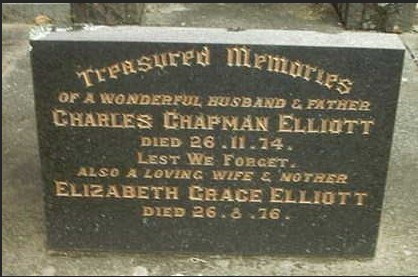 Treasured Memories
OF A WONDERFUL HUSBAND & FATHER
CHARLES CHAPMAN ELLIOTT
DIED 26.11.74.
LEST WE FORGET.
ALSO A LOVING WIFE & MOTHER
ELIZABETH GRACE ELLIOTT
DIED 26.8.76.